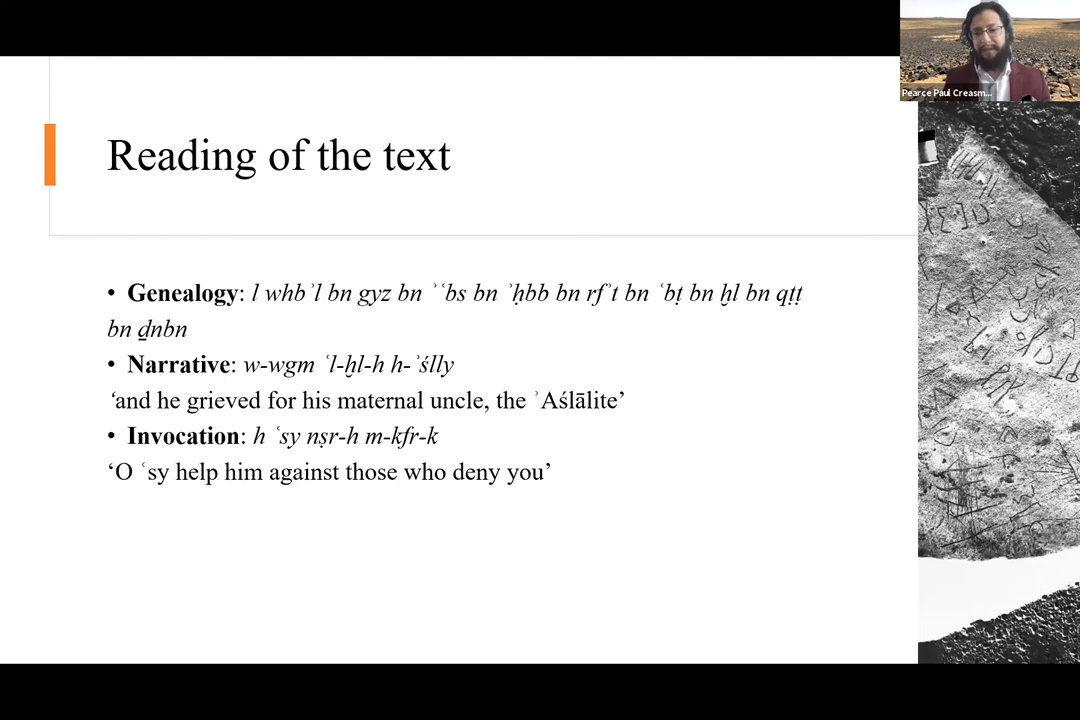 Pearce Paul Creasm...
Reading of the text
• Genealogy: l whbʾl bn gyz bn ʾʿbs bn ʾḥbb bn rfʾt bn ʿbṭ bn ḫl bn qṭṭ
bn ḏnbn
• Narrative: w-wgm ʿl-ḫl-h h-ʾślly
‘and he grieved for his maternal uncle, the ʾAślālite’
• Invocation: h ʿsy nṣr-h m-kfr-k
‘O ʿsy help him against those who deny you’